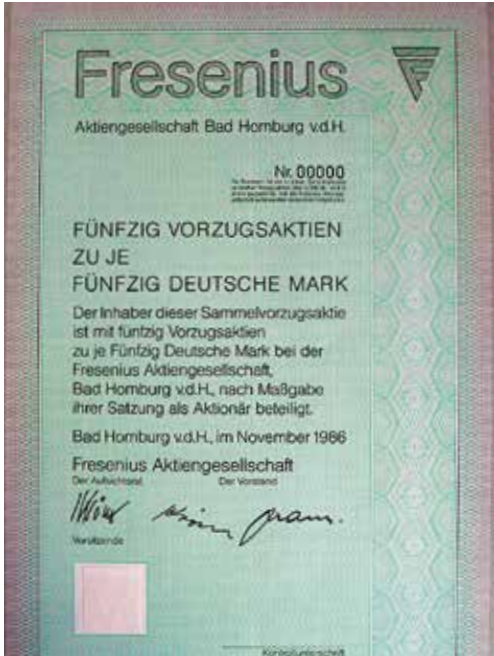 Fresenius
Aktiengesellschaft Bad Homburg v.d.H.
Nr. 00000
FÜNFZIG VORZUGSAKTIEN
ZU JE
FÜNFZIG DEUTSCHE MARK
Der Inhaber dieser Sammelvorzugsaktie
ist mit fünfzig Vorzugsaktien
zu je Fünfzig Deutsche Mark bei der
Fresenius Aktiengesellschaft,
Bad Homburg v.d.H., nach Maßgabe
ihrer Satzung als Aktionär beteiligt.
Bad Homburg v.d.H., im November 1986
Fresenius Aktiengesellschaft
Der Aufsichtsrat Der Vorstand
Vorsitzende
Kontrollunterschrift